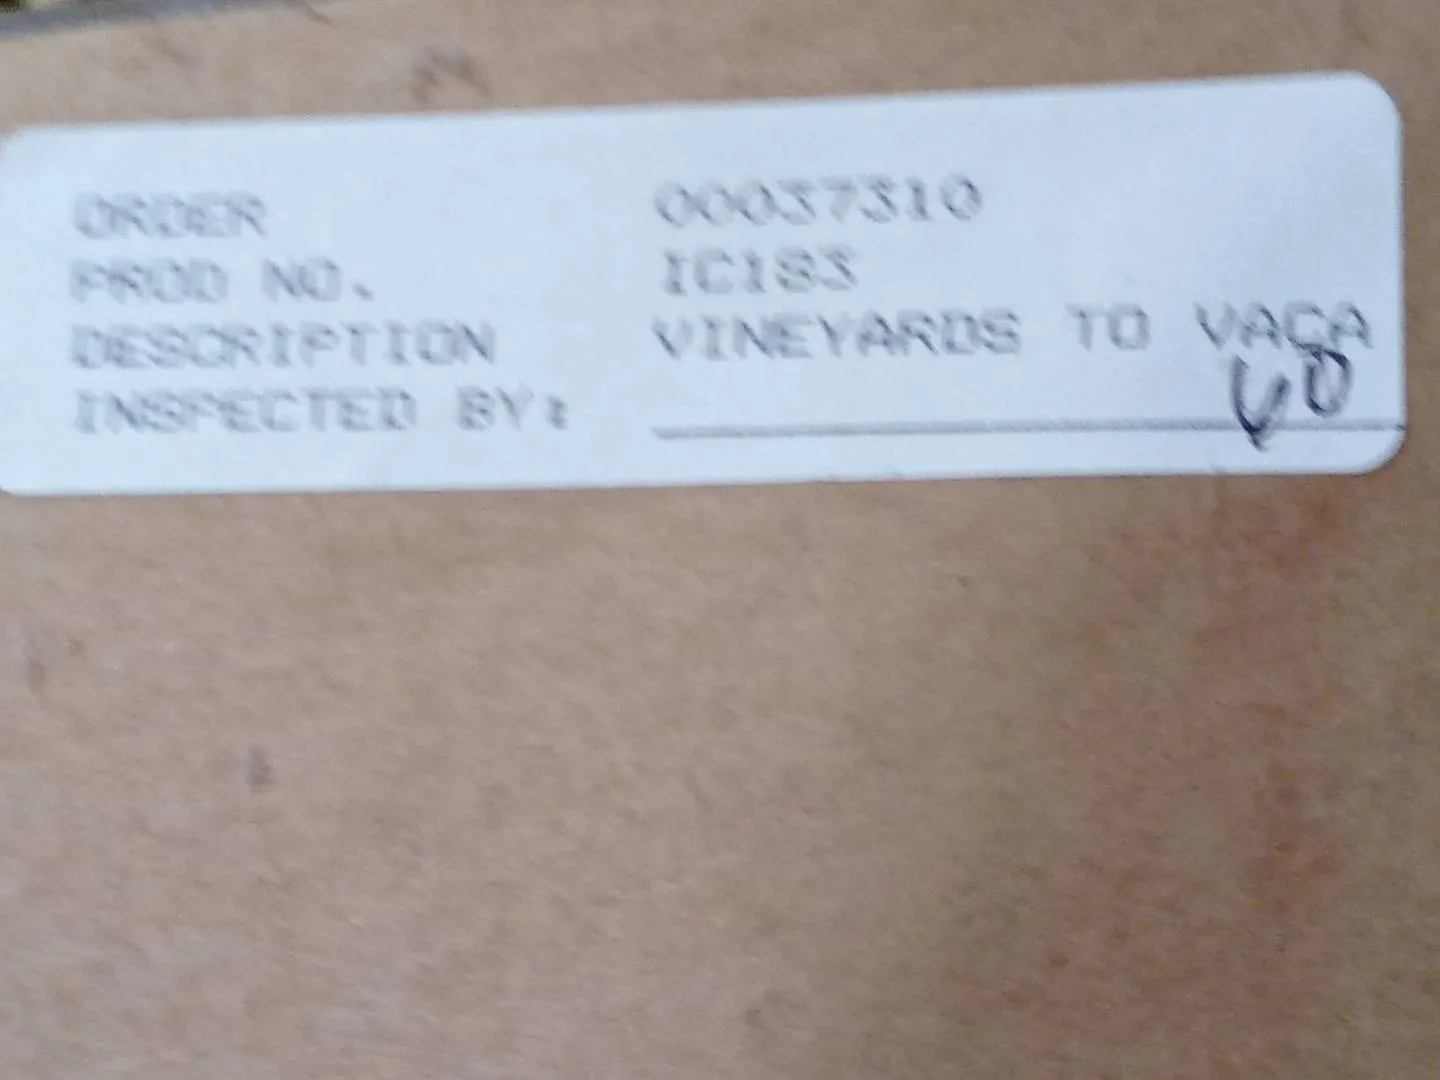 ORDER 00037310
PROD NO. IC183
DESCRIPTION VINEYARDS TO VACA
INSPECTED BY: